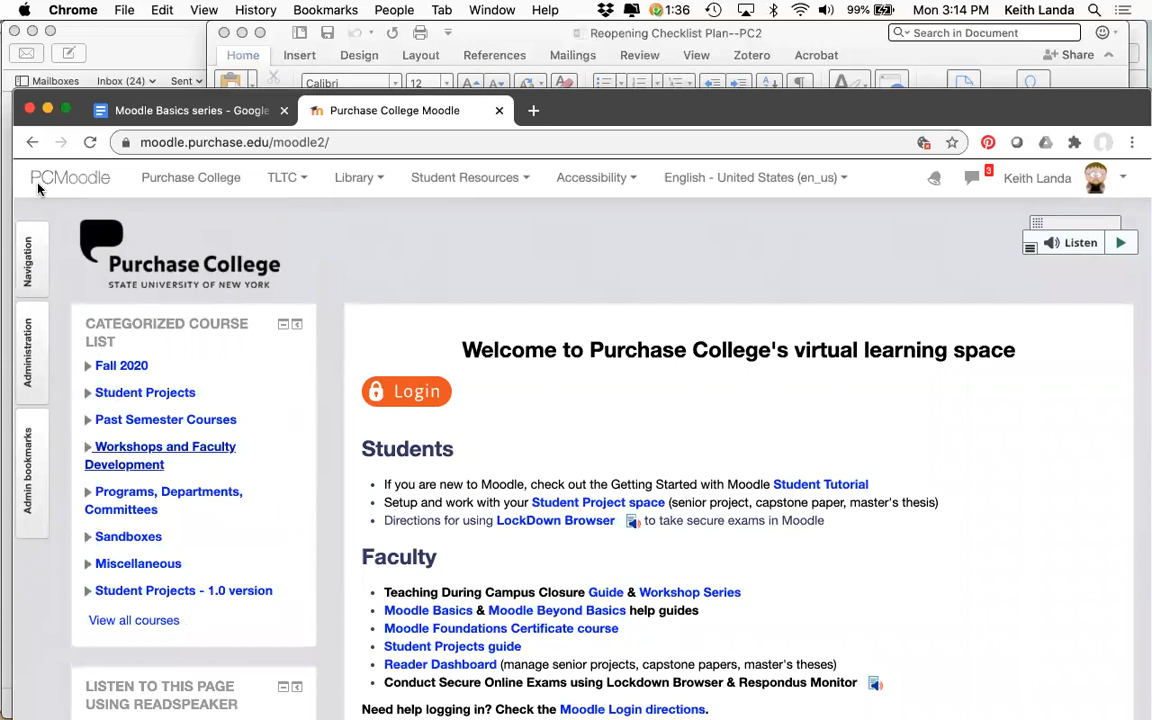 Chrome File Edit View History Bookmarks People Tab Window Help 1:36 99% Mon 3:14 PM Keith Landa
Reopening Checklist Plan--PC2 Search in Document
Home Insert Draw Design Layout References Mailings Review View Zotero Acrobat Share
Mailboxes Inbox (24) Sent Calibri 12
Moodle Basics series - Google Purchase College Moodle
moodle.purchase.edu/moodle2/
PCMoodle Purchase College TLTC Library Student Resources Accessibility English - United States (en_us) 3 Keith Landa
Navigation
Administration
Admin bookmarks
Purchase College
STATE UNIVERSITY OF NEW YORK
Listen
CATEGORIZED COURSE
LIST
Fall 2020
Student Projects
Past Semester Courses
Workshops and Faculty
Development
Programs, Departments,
Committees
Sandboxes
Miscellaneous
Student Projects - 1.0 version
View all courses
LISTEN TO THIS PAGE
USING READSPEAKER
Welcome to Purchase College's virtual learning space
Login
Students
• If you are new to Moodle, check out the Getting Started with Moodle Student Tutorial
• Setup and work with your Student Project space (senior project, capstone paper, master's thesis)
• Directions for using LockDown Browser to take secure exams in Moodle
Faculty
• Teaching During Campus Closure Guide & Workshop Series
• Moodle Basics & Moodle Beyond Basics help guides
• Moodle Foundations Certificate course
• Student Projects guide
• Reader Dashboard (manage senior projects, capstone papers, master's theses)
• Conduct Secure Online Exams using Lockdown Browser & Respondus Monitor
Need help logging in? Check the Moodle Login directions.